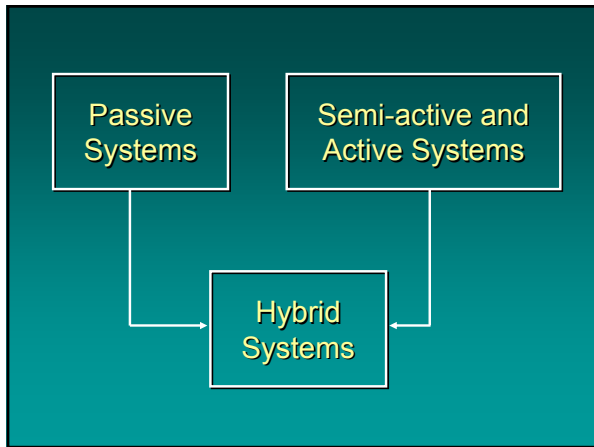 Passive
Systems
Semi-active and
Active Systems
Hybrid
Systems